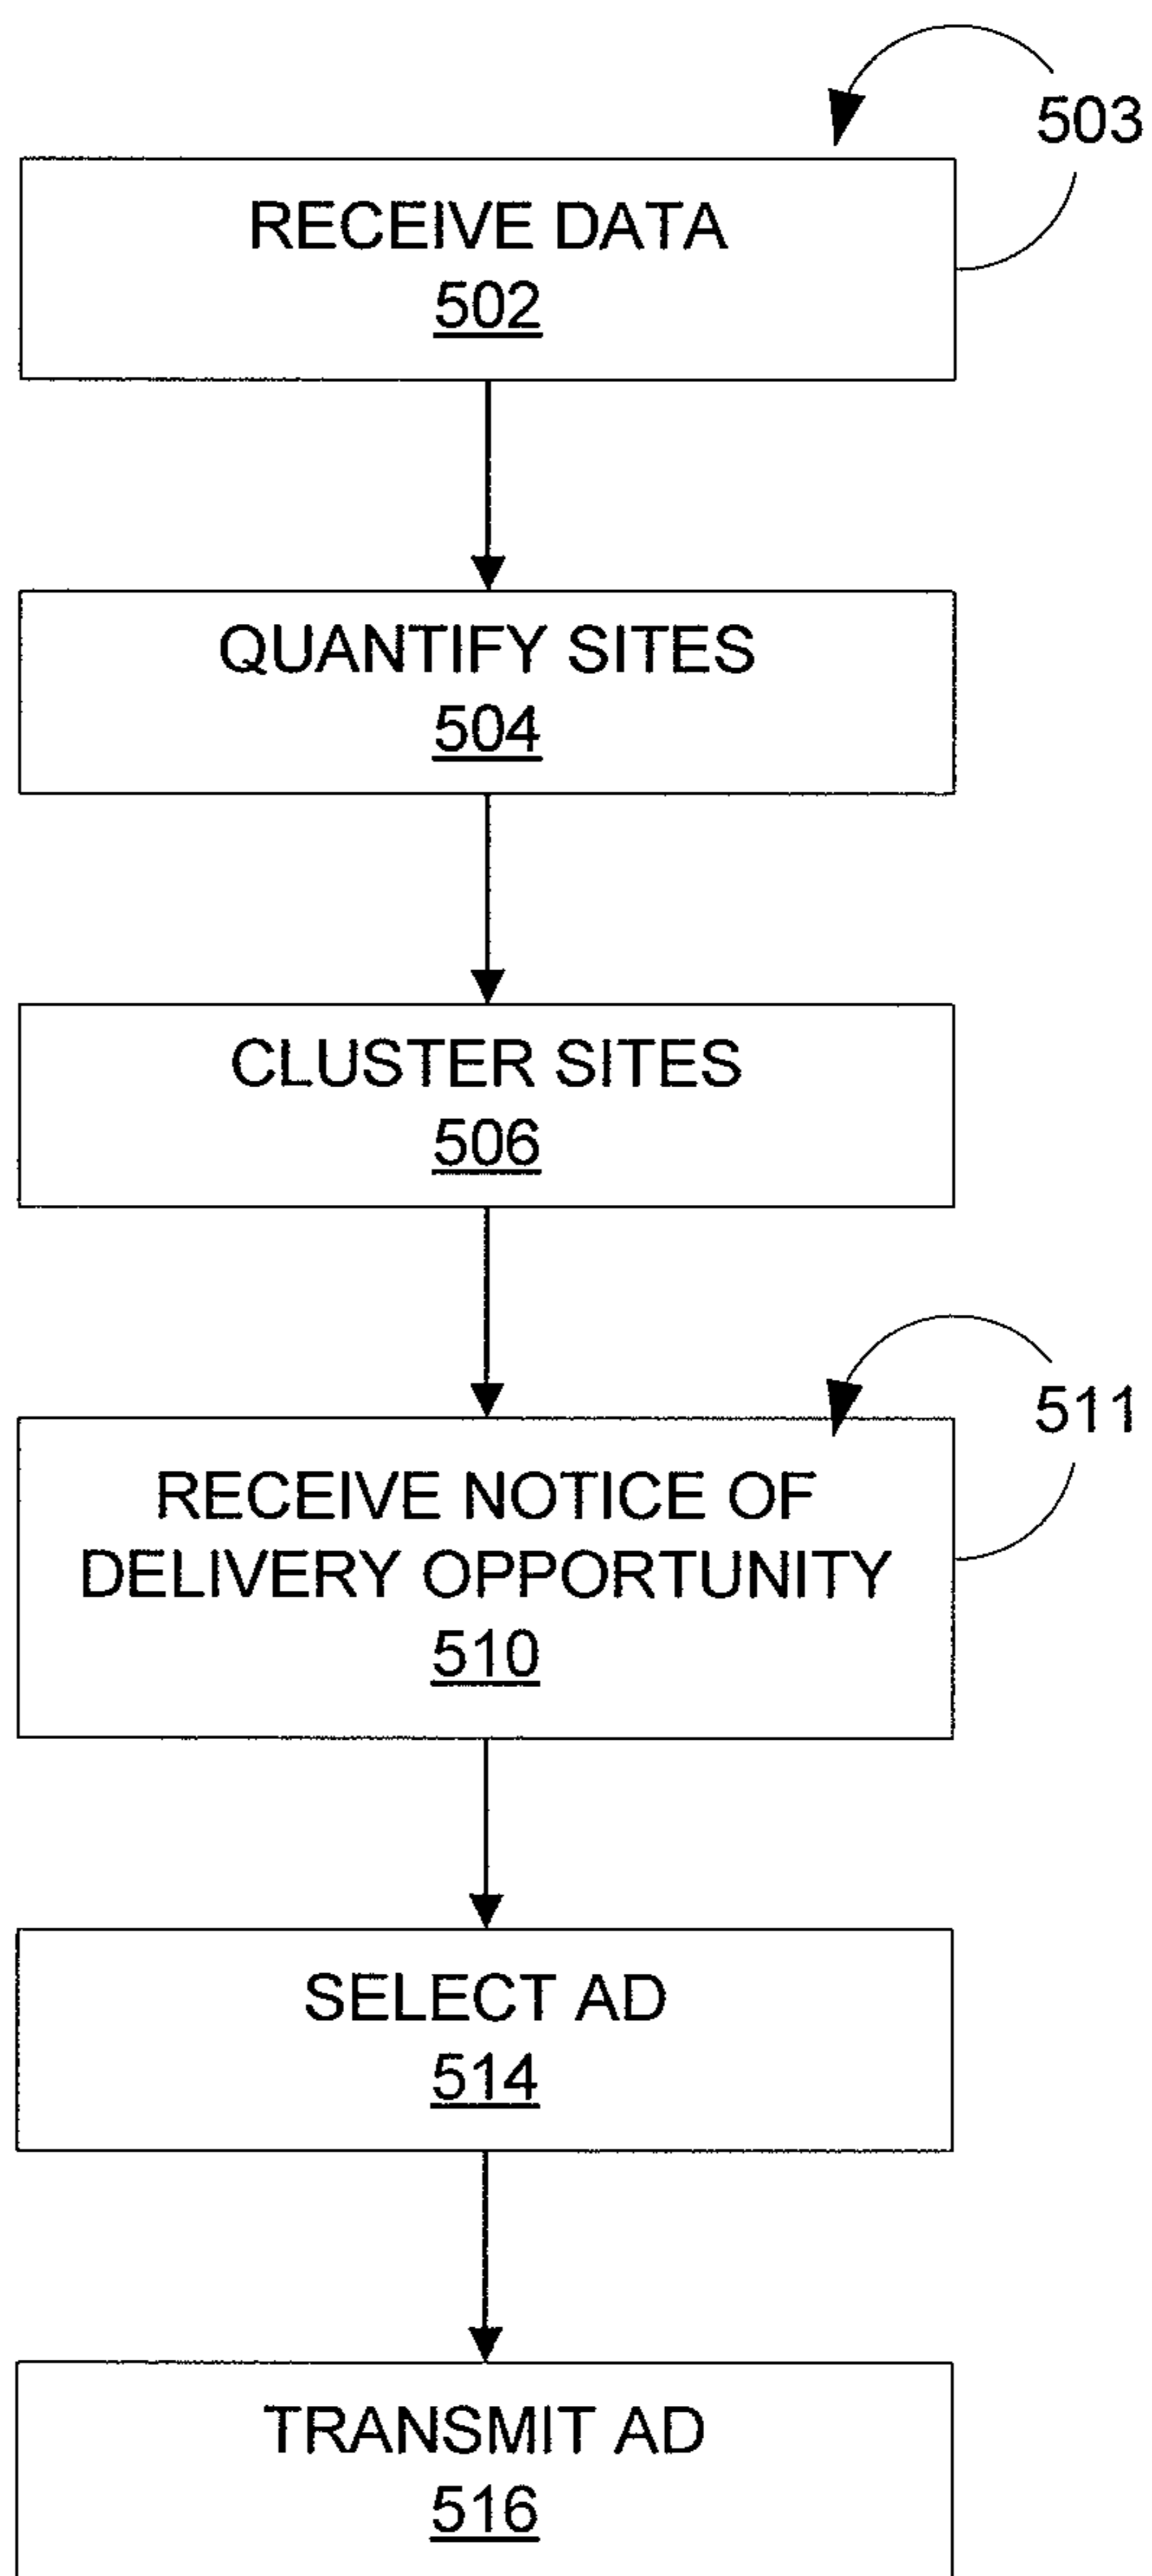 503
RECEIVE DATA
502
QUANTIFY SITES
504
CLUSTER SITES
506
511
RECEIVE NOTICE OF
DELIVERY OPPORTUNITY
510
SELECT AD
514
TRANSMIT AD
516